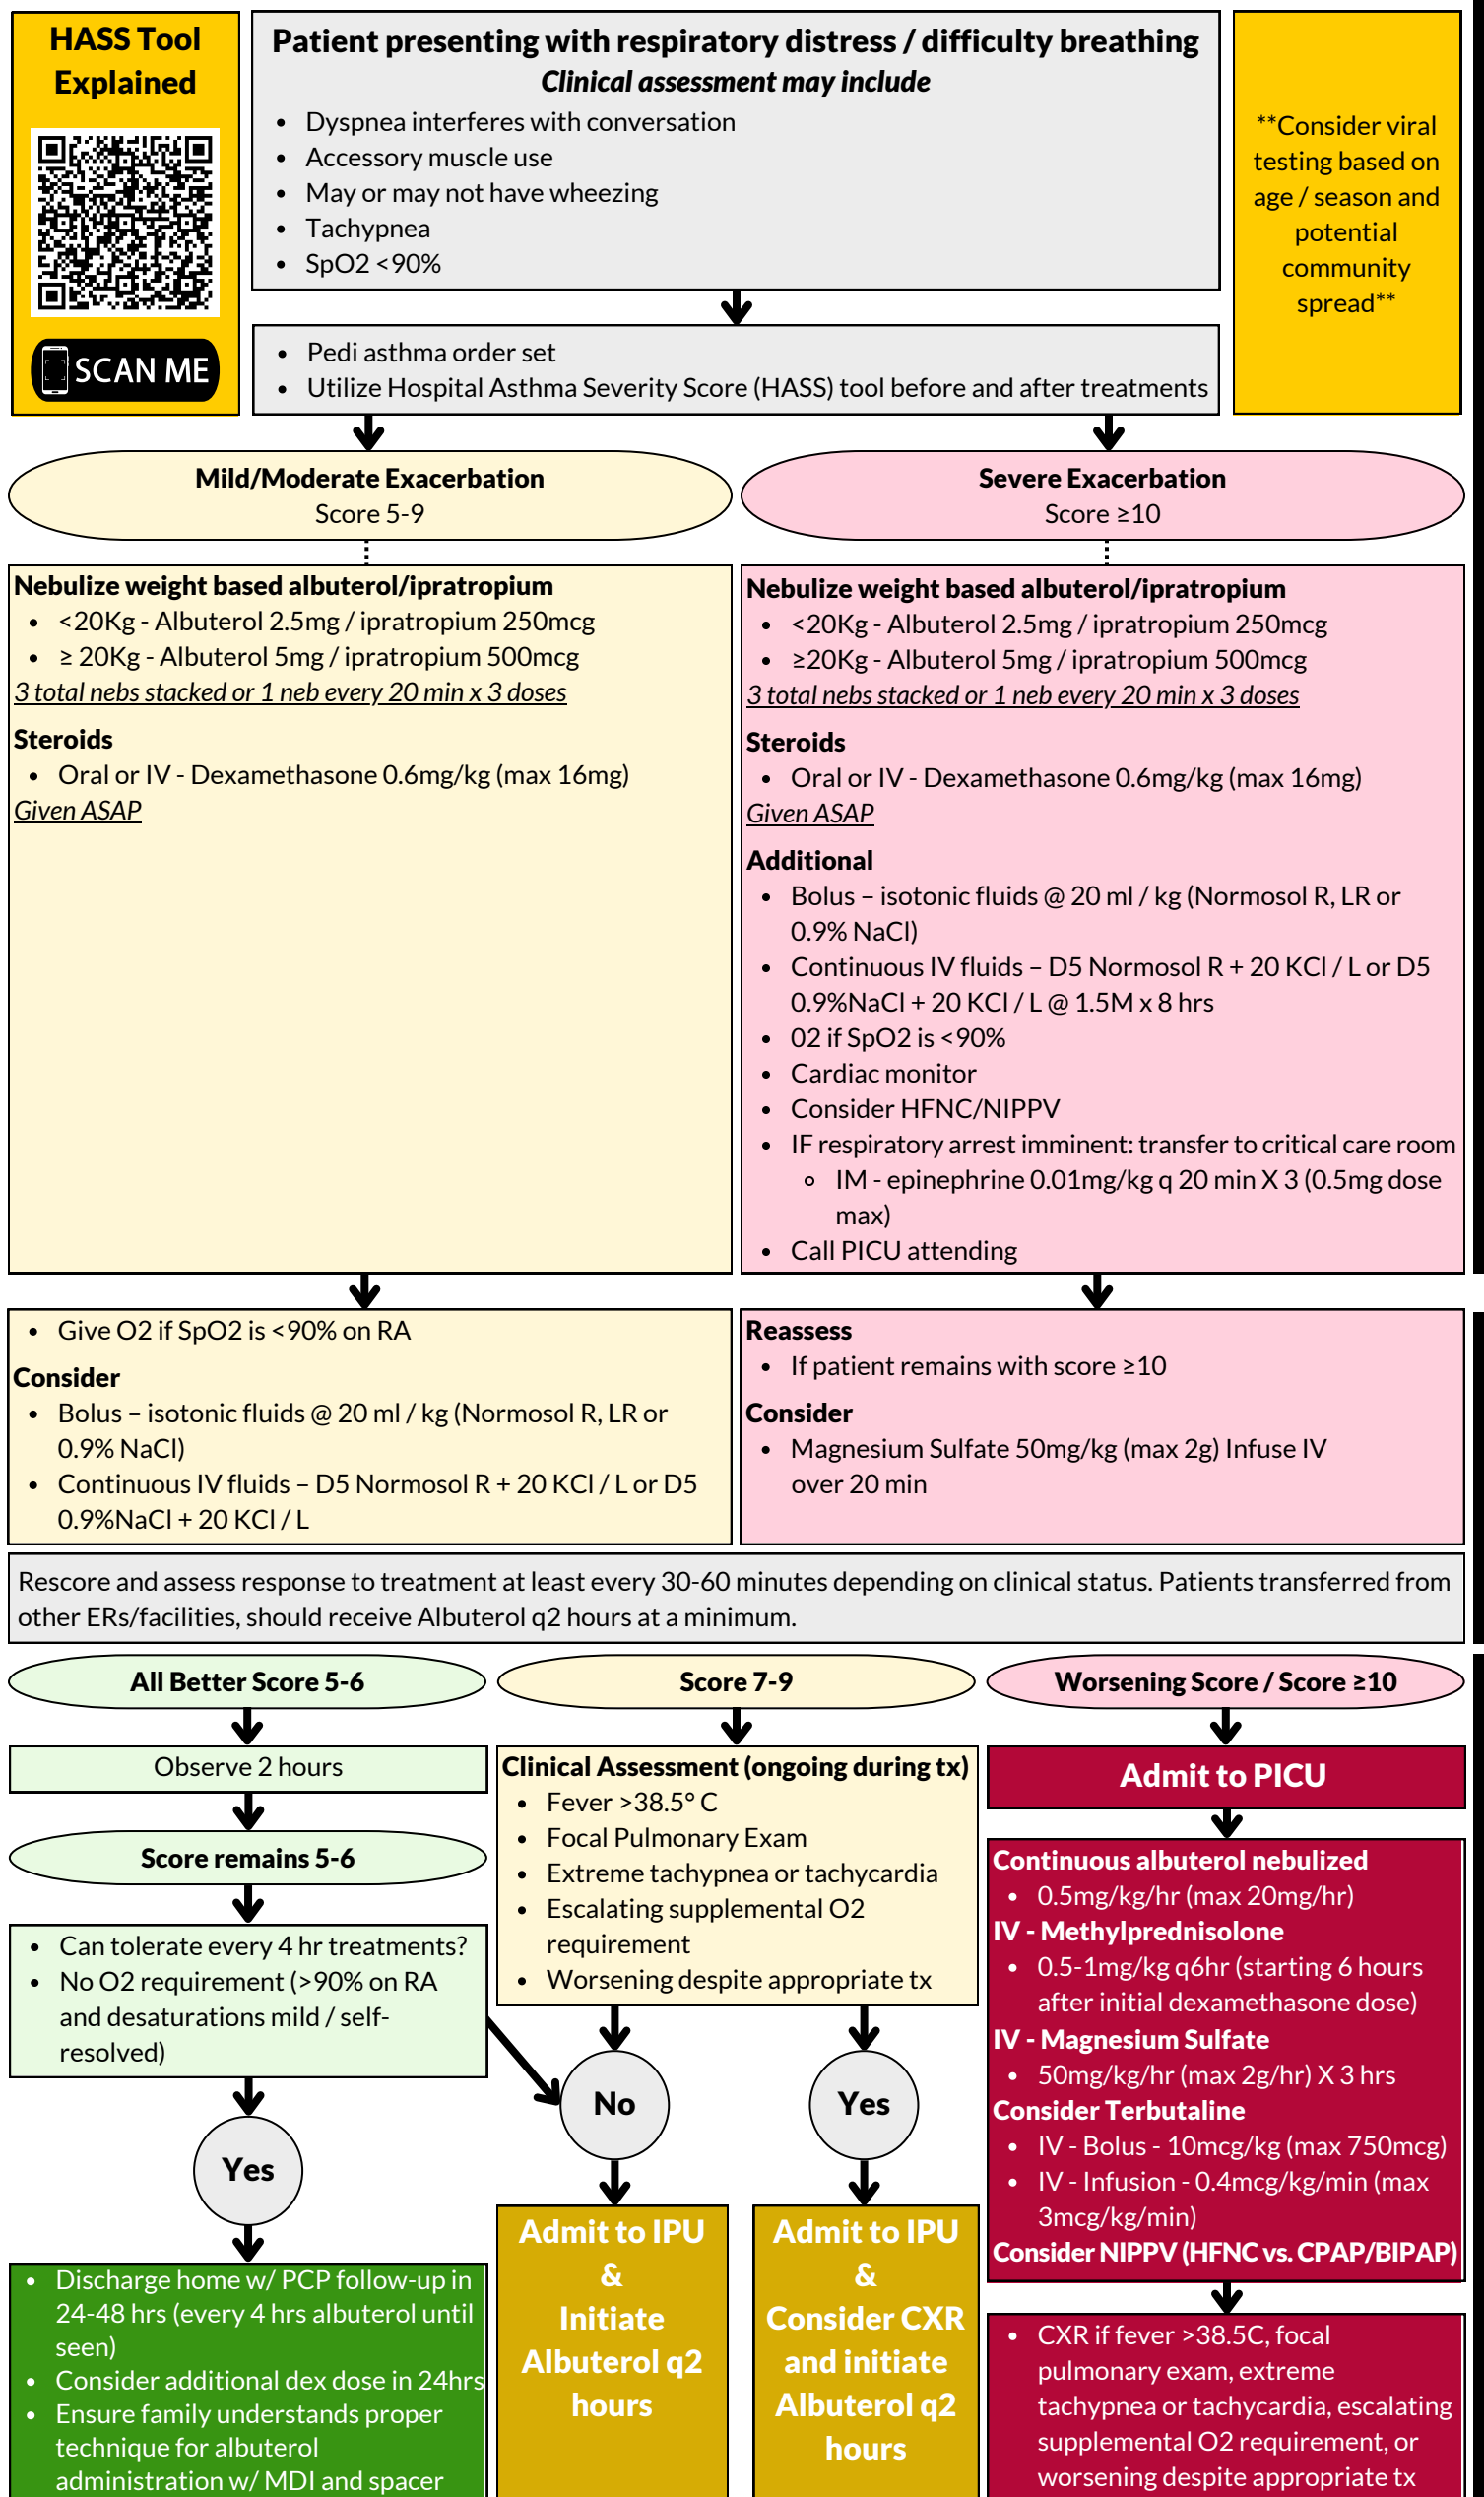 HASS Tool
Explained
SCAN ME
Patient presenting with respiratory distress / difficulty breathing
Clinical assessment may include
• Dyspnea interferes with conversation
• Accessory muscle use
• May or may not have wheezing
• Tachypnea
• SpO2 <90%
**Consider viral
testing based on
age / season and
potential
community
spread**
• Pedi asthma order set
• Utilize Hospital Asthma Severity Score (HASS) tool before and after treatments
Mild/Moderate Exacerbation
Score 5-9
Nebulize weight based albuterol/ipratropium
• <20Kg - Albuterol 2.5mg / ipratropium 250mcg
• ≥ 20Kg - Albuterol 5mg / ipratropium 500mcg
3 total nebs stacked or 1 neb every 20 min x 3 doses
Steroids
• Oral or IV - Dexamethasone 0.6mg/kg (max 16mg)
Given ASAP
Severe Exacerbation
Score ≥10
Nebulize weight based albuterol/ipratropium
• <20Kg - Albuterol 2.5mg / ipratropium 250mcg
• ≥20Kg - Albuterol 5mg / ipratropium 500mcg
3 total nebs stacked or 1 neb every 20 min x 3 doses
Steroids
• Oral or IV - Dexamethasone 0.6mg/kg (max 16mg)
Given ASAP
Additional
• Bolus – isotonic fluids @ 20 ml / kg (Normosol R, LR or
0.9% NaCl)
• Continuous IV fluids – D5 Normosol R + 20 KCl / L or D5
0.9%NaCl + 20 KCl / L @ 1.5M x 8 hrs
• 02 if SpO2 is <90%
• Cardiac monitor
• Consider HFNC/NIPPV
• IF respiratory arrest imminent: transfer to critical care room
∘ IM - epinephrine 0.01mg/kg q 20 min X 3 (0.5mg dose
max)
• Call PICU attending
• Give O2 if SpO2 is <90% on RA
Consider
• Bolus – isotonic fluids @ 20 ml / kg (Normosol R, LR or
0.9% NaCl)
• Continuous IV fluids – D5 Normosol R + 20 KCl / L or D5
0.9%NaCl + 20 KCl / L
Reassess
• If patient remains with score ≥10
Consider
• Magnesium Sulfate 50mg/kg (max 2g) Infuse IV
over 20 min
Rescore and assess response to treatment at least every 30-60 minutes depending on clinical status. Patients transferred from
other ERs/facilities, should receive Albuterol q2 hours at a minimum.
All Better Score 5-6
Observe 2 hours
Score remains 5-6
• Can tolerate every 4 hr treatments?
• No O2 requirement (>90% on RA
and desaturations mild / self-
resolved)
Yes
• Discharge home w/ PCP follow-up in
24-48 hrs (every 4 hrs albuterol until
seen)
• Consider additional dex dose in 24hrs
• Ensure family understands proper
technique for albuterol
administration w/ MDI and spacer
Score 7-9
Clinical Assessment (ongoing during tx)
• Fever >38.5° C
• Focal Pulmonary Exam
• Extreme tachypnea or tachycardia
• Escalating supplemental O2
requirement
• Worsening despite appropriate tx
No
Admit to IPU
&
Initiate
Albuterol q2
hours
Yes
Admit to IPU
&
Consider CXR
and initiate
Albuterol q2
hours
Worsening Score / Score ≥10
Admit to PICU
Continuous albuterol nebulized
• 0.5mg/kg/hr (max 20mg/hr)
IV - Methylprednisolone
• 0.5-1mg/kg q6hr (starting 6 hours
after initial dexamethasone dose)
IV - Magnesium Sulfate
• 50mg/kg/hr (max 2g/hr) X 3 hrs
Consider Terbutaline
• IV - Bolus - 10mcg/kg (max 750mcg)
• IV - Infusion - 0.4mcg/kg/min (max
3mcg/kg/min)
Consider NIPPV (HFNC vs. CPAP/BIPAP)
• CXR if fever >38.5C, focal
pulmonary exam, extreme
tachypnea or tachycardia, escalating
supplemental O2 requirement, or
worsening despite appropriate tx